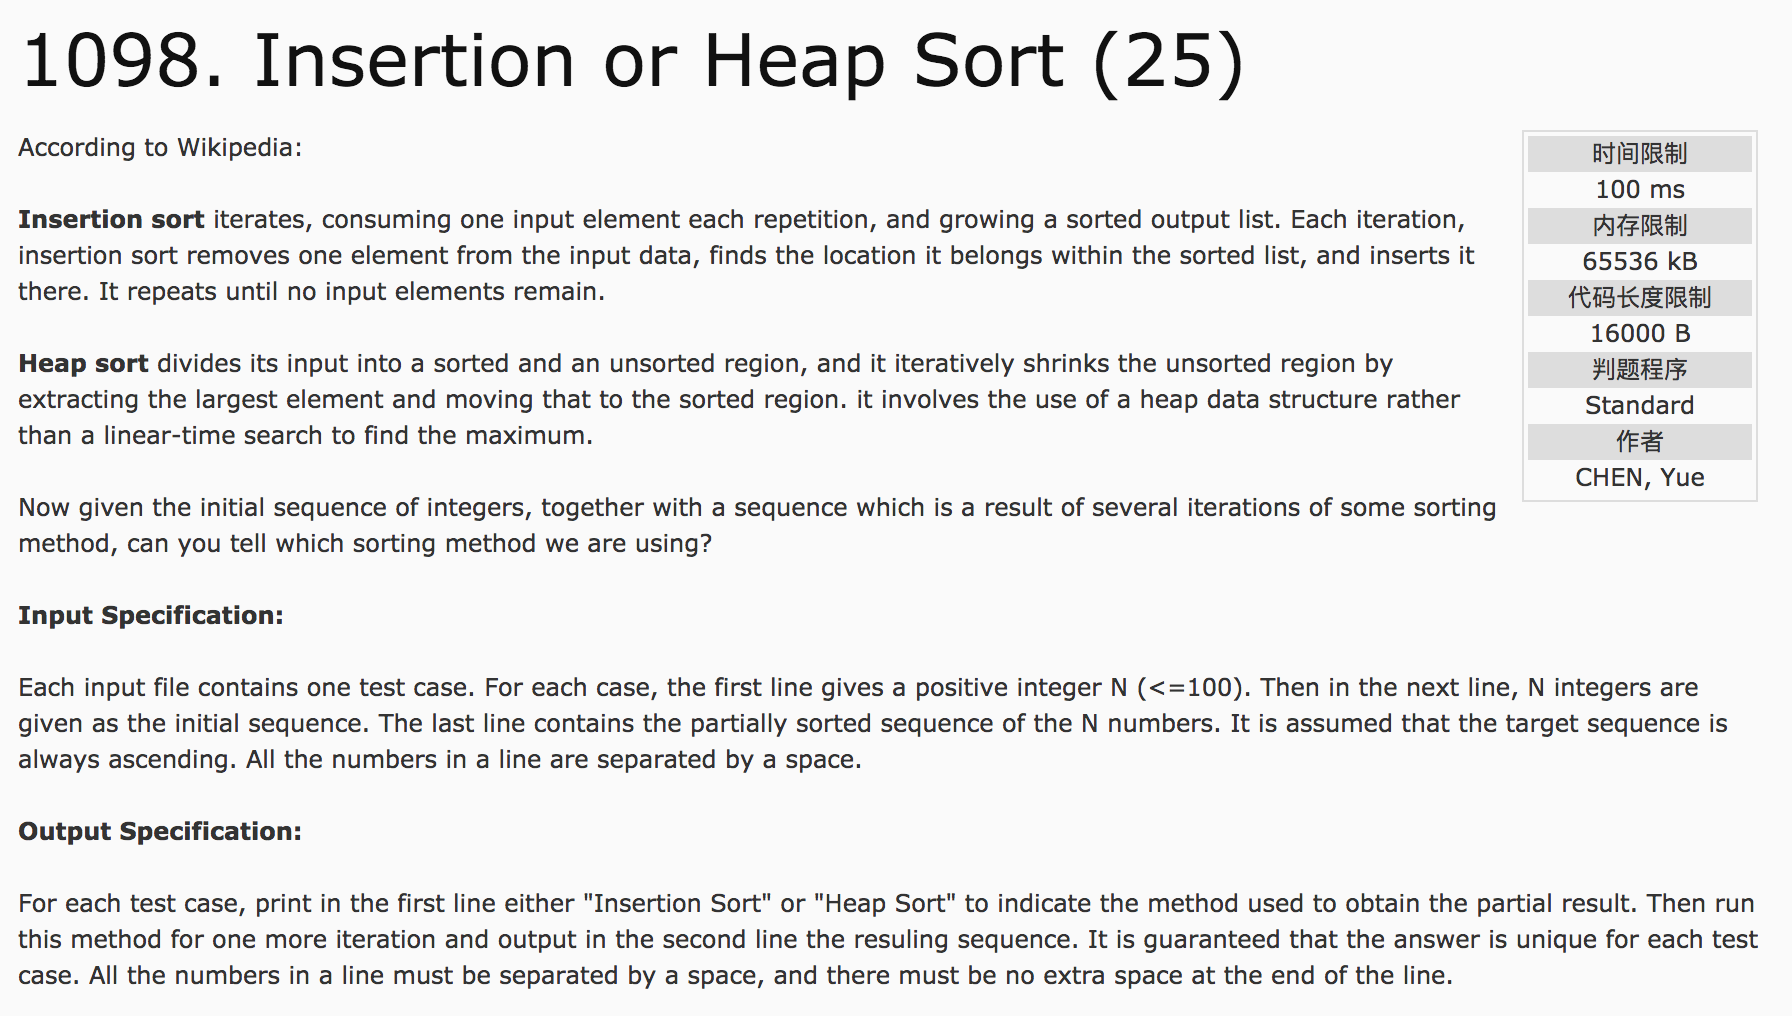 1098. Insertion or Heap Sort (25)
时间限制
100 ms
内存限制
65536 kB
代码长度限制
16000 B
判题程序
Standard
作者
CHEN, Yue
According to Wikipedia:
Insertion sort iterates, consuming one input element each repetition, and growing a sorted output list. Each iteration,
insertion sort removes one element from the input data, finds the location it belongs within the sorted list, and inserts it
there. It repeats until no input elements remain.
Heap sort divides its input into a sorted and an unsorted region, and it iteratively shrinks the unsorted region by
extracting the largest element and moving that to the sorted region. it involves the use of a heap data structure rather
than a linear-time search to find the maximum.
Now given the initial sequence of integers, together with a sequence which is a result of several iterations of some sorting
method, can you tell which sorting method we are using?
Input Specification:
Each input file contains one test case. For each case, the first line gives a positive integer N (<=100). Then in the next line, N integers are
given as the initial sequence. The last line contains the partially sorted sequence of the N numbers. It is assumed that the target sequence is
always ascending. All the numbers in a line are separated by a space.
Output Specification:
For each test case, print in the first line either "Insertion Sort" or "Heap Sort" to indicate the method used to obtain the partial result. Then run
this method for one more iteration and output in the second line the resuling sequence. It is guaranteed that the answer is unique for each test
case. All the numbers in a line must be separated by a space, and there must be no extra space at the end of the line.